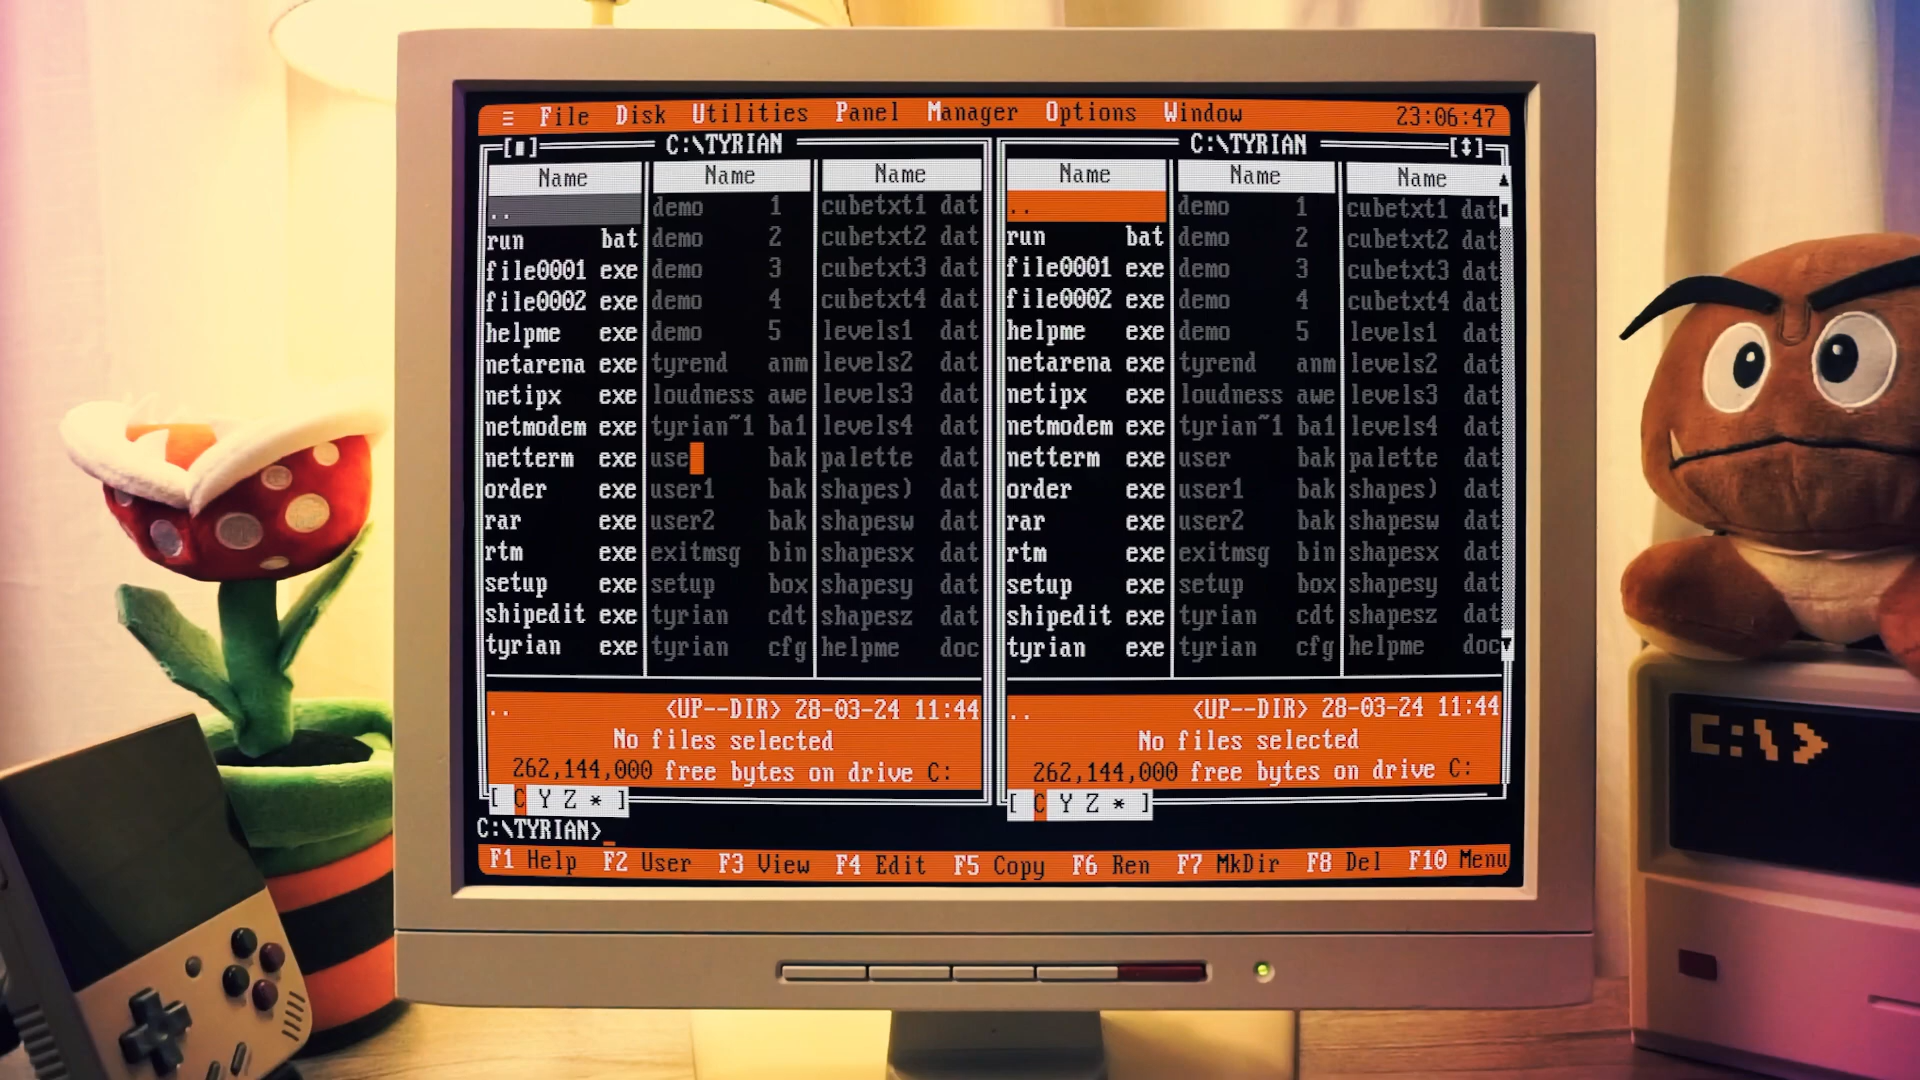 ≡ File Disk Utilities Panel Manager Options Window 23:06:47
[■] C:\TYRIAN C:\TYRIAN [↕]
Name Name Name Name Name Name
.. demo 1 cubetxt1 dat .. demo 1 cubetxt1 dat
run bat demo 2 cubetxt2 dat run bat demo 2 cubetxt2 dat
file0001 exe demo 3 cubetxt3 dat file0001 exe demo 3 cubetxt3 dat
file0002 exe demo 4 cubetxt4 dat file0002 exe demo 4 cubetxt4 dat
helpme exe demo 5 levels1 dat helpme exe demo 5 levels1 dat
netarena exe tyrend anm levels2 dat netarena exe tyrend anm levels2 dat
netipx exe loudness awe levels3 dat netipx exe loudness awe levels3 dat
netmodem exe tyrian~1 ba1 levels4 dat netmodem exe tyrian~1 ba1 levels4 dat
netterm exe use bak palette dat netterm exe user bak palette dat
order exe user1 bak shapes) dat order exe user1 bak shapes) dat
rar exe user2 bak shapesw dat rar exe user2 bak shapesw dat
rtm exe exitmsg bin shapesx dat rtm exe exitmsg bin shapesx dat
setup exe setup box shapesy dat setup exe setup box shapesy dat
shipedit exe tyrian cdt shapesz dat shipedit exe tyrian cdt shapesz dat
tyrian exe tyrian cfg helpme doc tyrian exe tyrian cfg helpme doc
.. <UP--DIR> 28-03-24 11:44 .. <UP--DIR> 28-03-24 11:44
No files selected No files selected
262,144,000 free bytes on drive C: 262,144,000 free bytes on drive C:
[ C Y Z * ] [ C Y Z * ]
C:\TYRIAN>_
F1 Help F2 User F3 View F4 Edit F5 Copy F6 Ren F7 MkDir F8 Del F10 Menu
C:\>